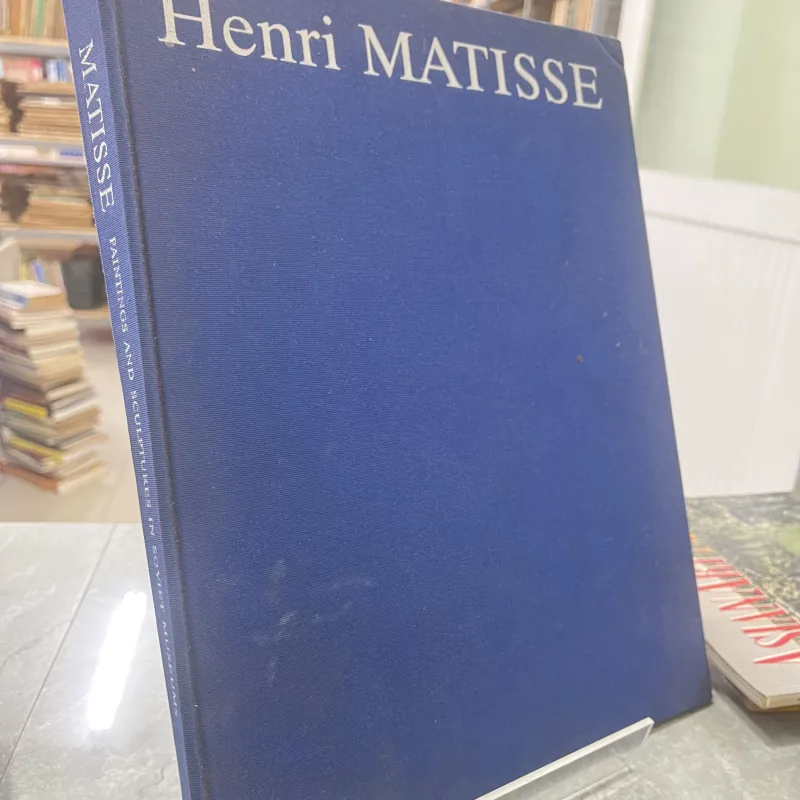 Henri MATISSE
MATISSE PAINTINGS AND SCULPTURES IN SOVIET MUSEUMS